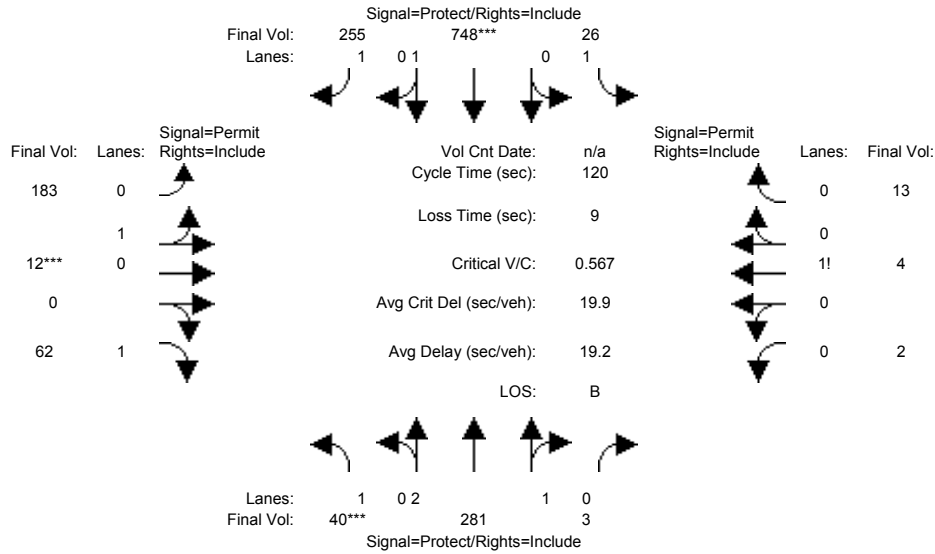 Signal=Protect/Rights=Include
Final Vol: 255 748*** 26
Lanes: 1 0 1 0 1
Signal=Permit Signal=Permit
Final Vol: Lanes: Rights=Include Vol Cnt Date: n/a Rights=Include Lanes: Final Vol:
Cycle Time (sec): 120
183 0 0 13
Loss Time (sec): 9
1 0
12*** 0 Critical V/C: 0.567 1! 4
0 Avg Crit Del (sec/veh): 19.9 0
62 1 Avg Delay (sec/veh): 19.2 0 2
LOS: B
Lanes: 1 0 2 1 0
Final Vol: 40*** 281 3
Signal=Protect/Rights=Include